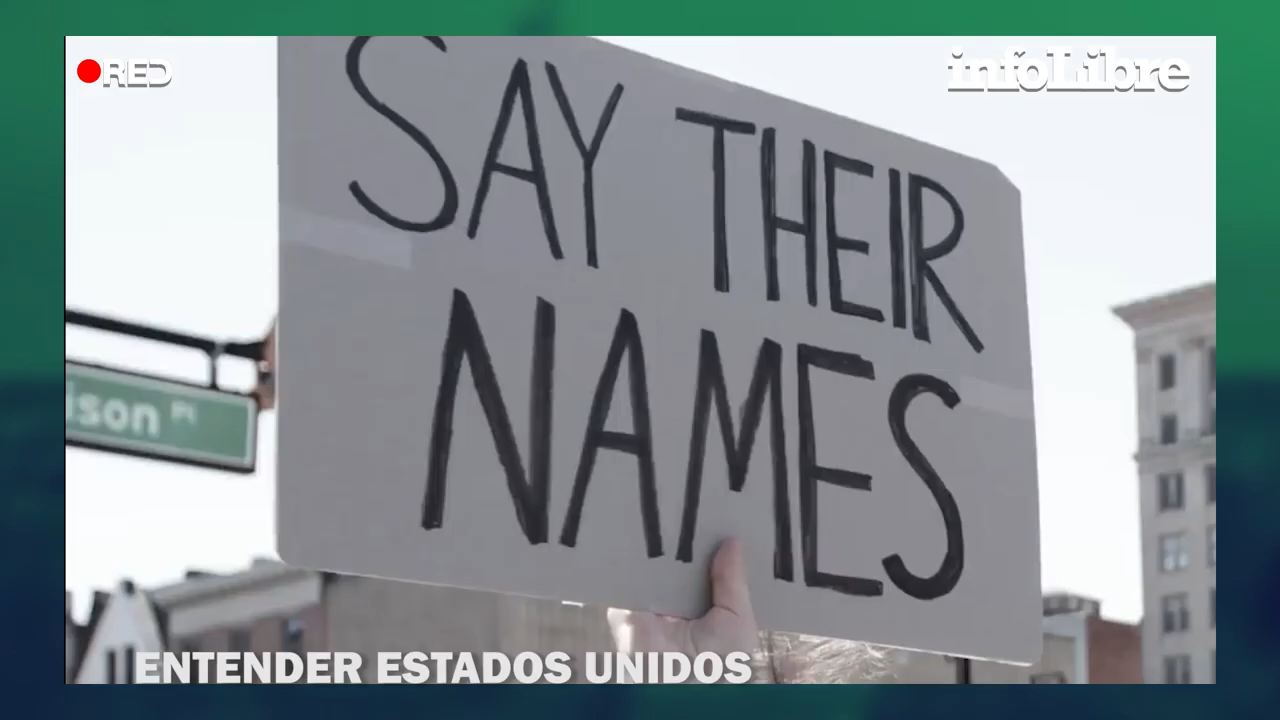 RED
infoLibre
SAY THEIR
NAMES
ison Pl
ENTENDER ESTADOS UNIDOS